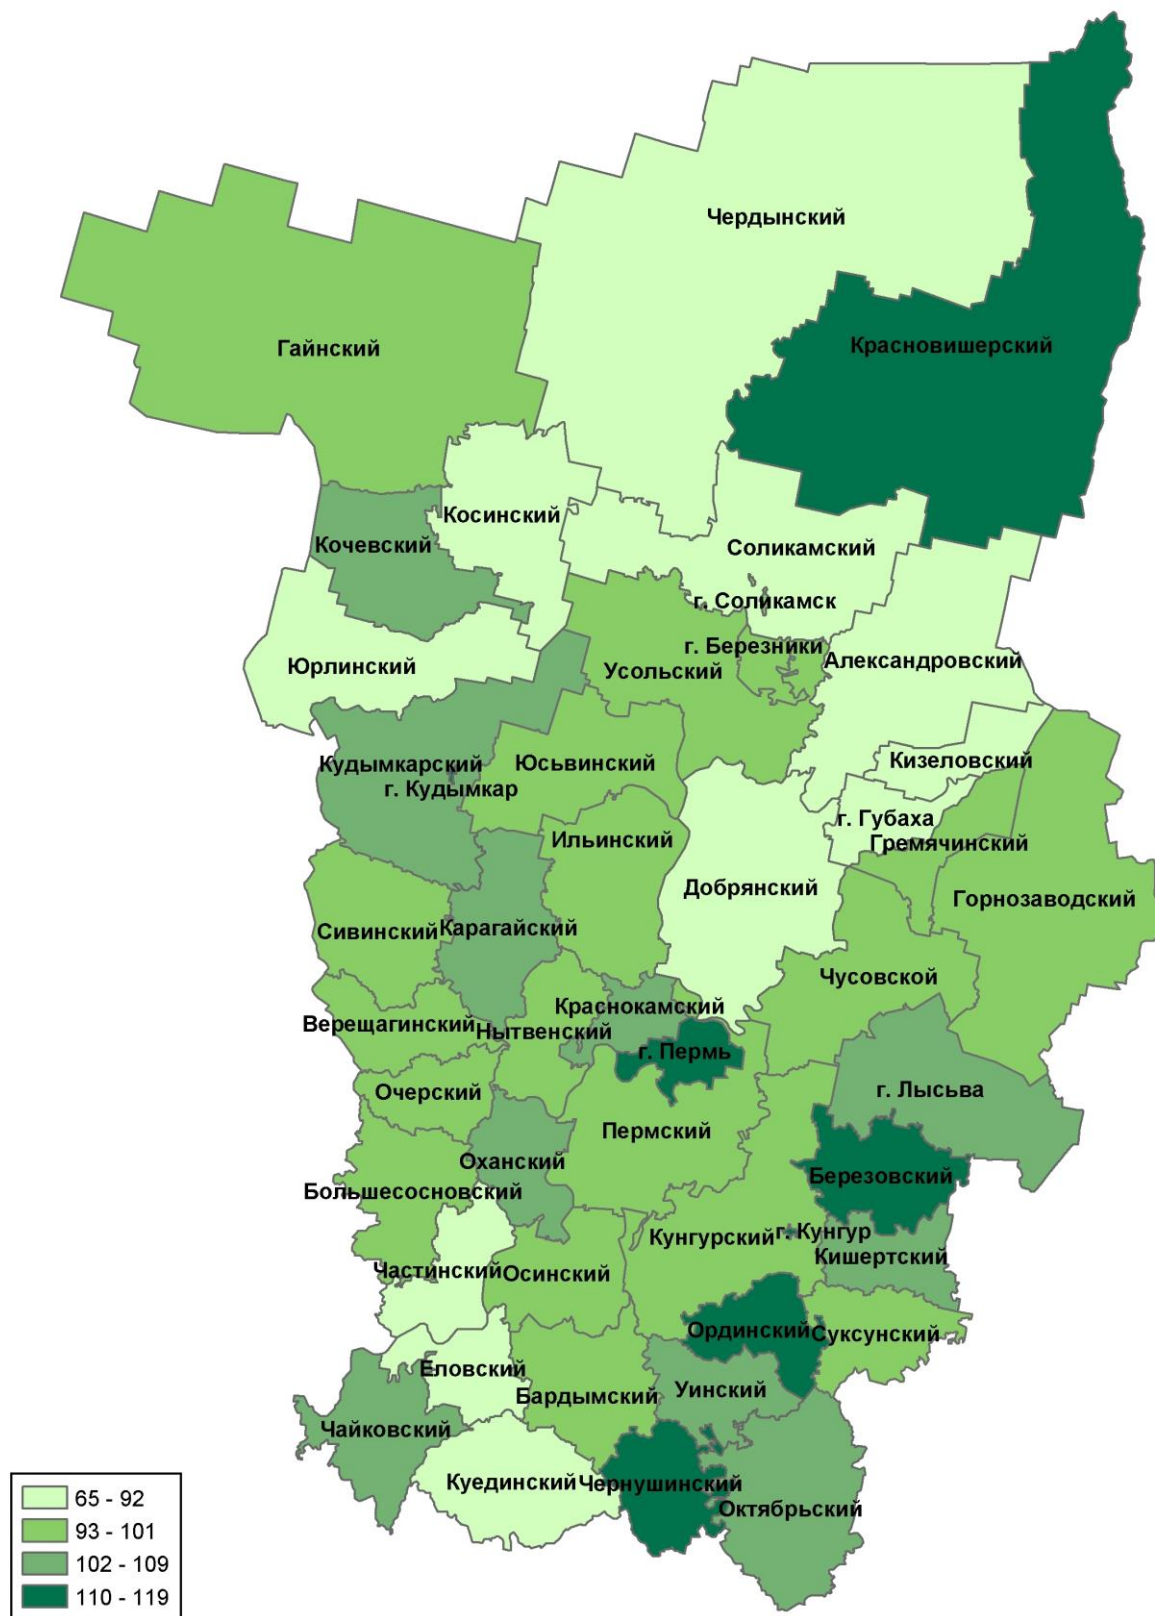 Чердынский
Красновишерский
Гайнский
Косинский
Кочевский
Соликамский
г. Соликамск
г. Березники
Юрлинский
Усольский
Александровский
Кудымкарский
Юсьвинский
Кизеловский
г. Кудымкар
г. Губаха
Ильинский
Гремячинский
Добрянский
Горнозаводский
Сивинский
Карагайский
Чусовской
Краснокамский
Верещагинский
Нытвенский
г. Пермь
Очерский
г. Лысьва
Пермский
Оханский
Березовский
Большесосновский
Кунгурский
г. Кунгур
Кишертский
Частинский
Осинский
Ординский
Суксунский
Еловский
Бардымский
Уинский
Чайковский
Куединский
Чернушинский
Октябрьский
65 - 92
93 - 101
102 - 109
110 - 119